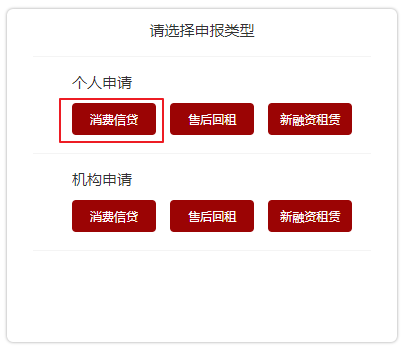 请选择申报类型
个人申请
消费信贷 售后回租 新融资租赁
机构申请
消费信贷 售后回租 新融资租赁